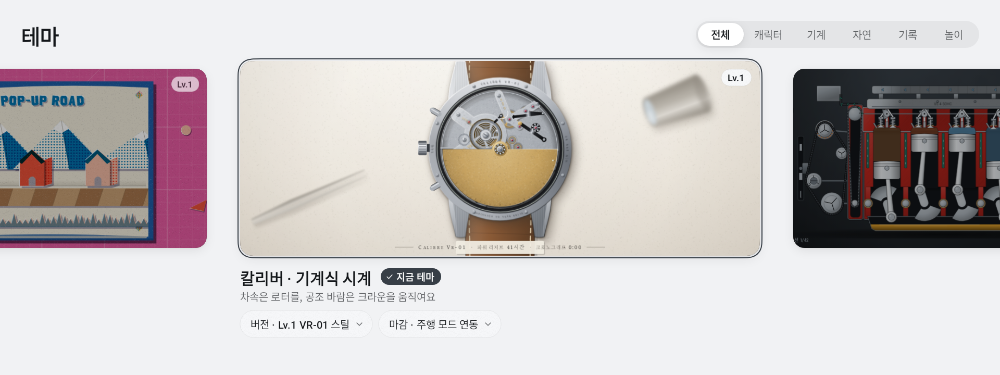 테마
전체
캐릭터
기계
자연
기록
놀이
POP-UP ROAD
Lv.1
Lv.1
칼리버 · 기계식 시계
✓ 지금 테마
차속은 로터를, 공조 바람은 크라운을 움직여요
버전 · Lv.1 VR-01 스틸
마감 · 주행 모드 연동